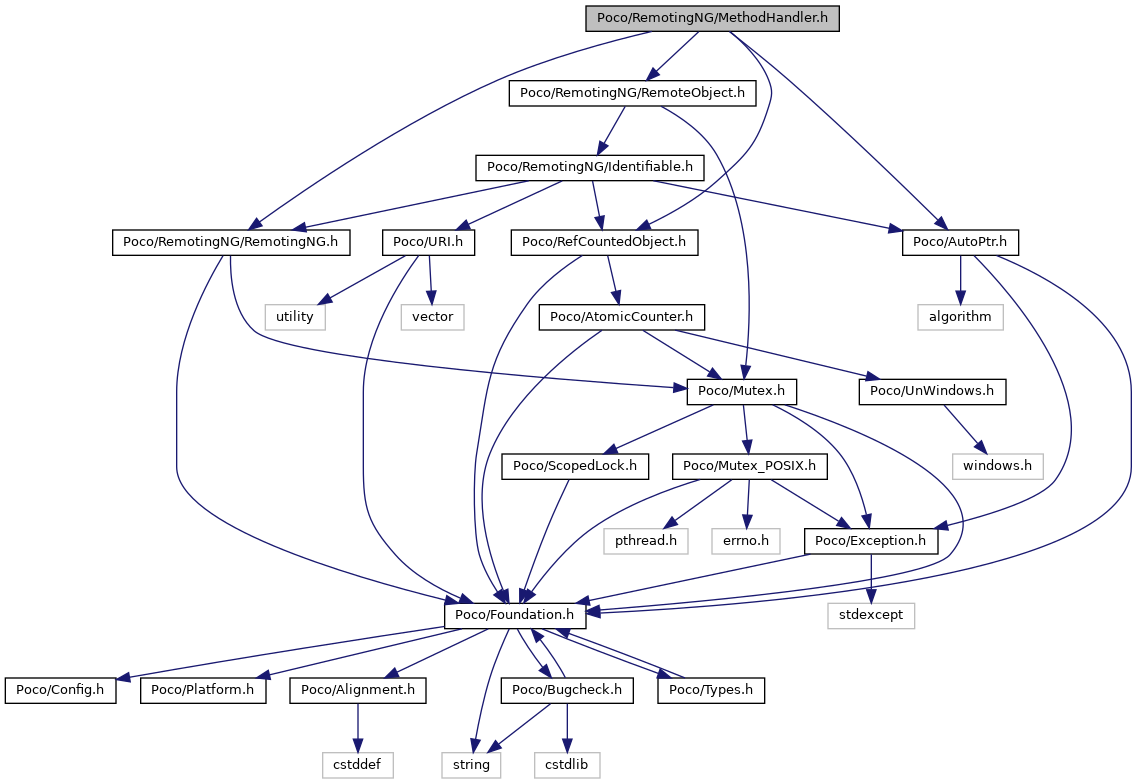 Poco/RemotingNG/MethodHandler.h
Poco/RemotingNG/RemoteObject.h
Poco/RemotingNG/Identifiable.h
Poco/RemotingNG/RemotingNG.h
Poco/URI.h
Poco/RefCountedObject.h
Poco/AutoPtr.h
utility
vector
Poco/AtomicCounter.h
algorithm
Poco/Mutex.h
Poco/UnWindows.h
Poco/ScopedLock.h
Poco/Mutex_POSIX.h
windows.h
pthread.h
errno.h
Poco/Exception.h
Poco/Foundation.h
stdexcept
Poco/Config.h
Poco/Platform.h
Poco/Alignment.h
Poco/Bugcheck.h
Poco/Types.h
cstddef
string
cstdlib